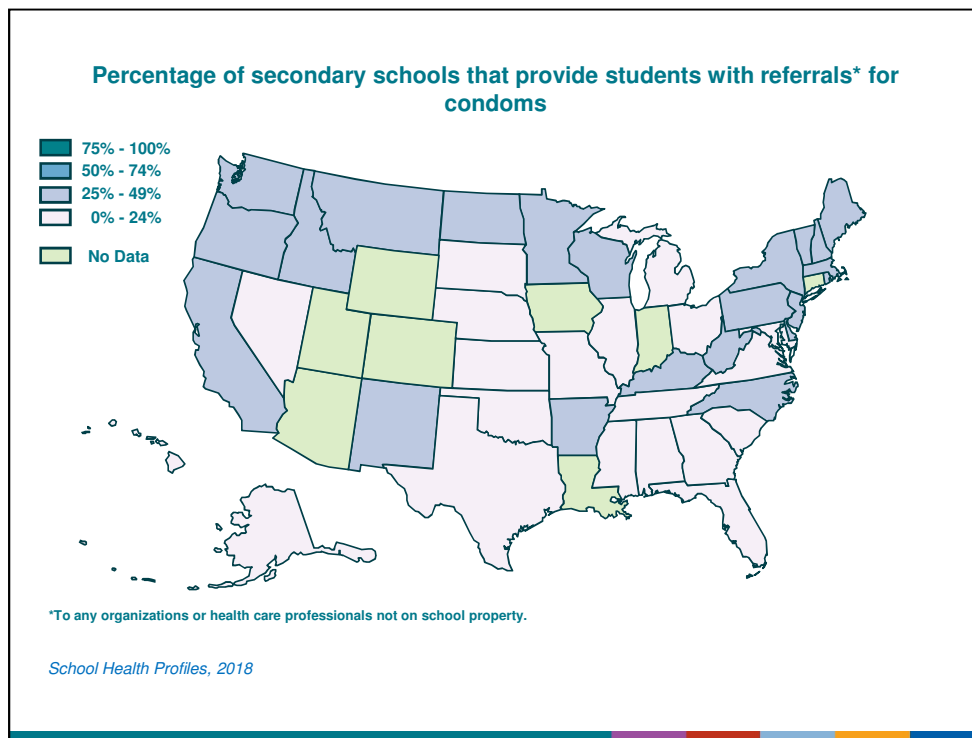 Percentage of secondary schools that provide students with referrals* for
condoms
75% - 100%
50% - 74%
25% - 49%
0% - 24%
No Data
*To any organizations or health care professionals not on school property.
School Health Profiles, 2018